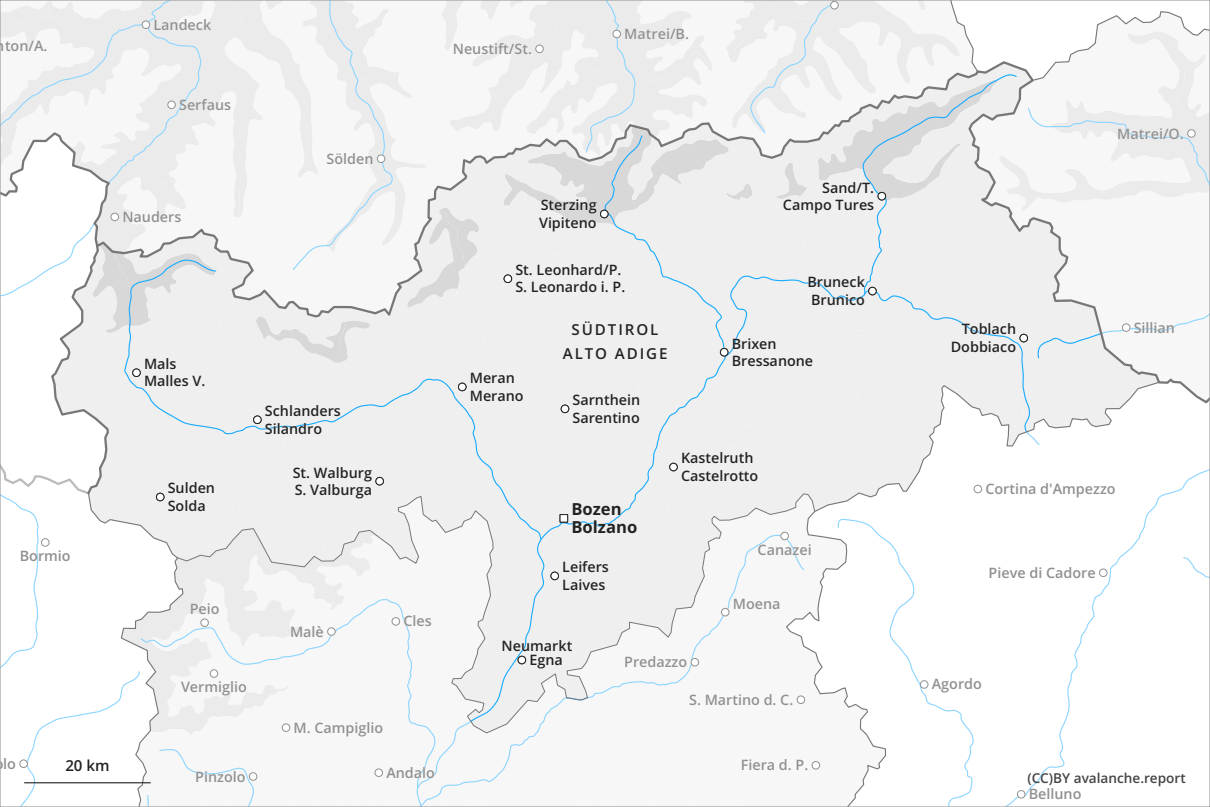 Landeck
nton/A.
Neustift/St.
Matrei/B.
Serfaus
Matrei/O.
Sölden
Nauders
Sand/T.
Campo Tures
Sterzing
Vipiteno
St. Leonhard/P.
S. Leonardo i. P.
Bruneck
Brunico
SÜDTIROL
ALTO ADIGE
Toblach
Dobbiaco
Sillian
Brixen
Bressanone
Mals
Malles V.
Meran
Merano
Schlanders
Silandro
Sarnthein
Sarentino
St. Walburg
S. Valburga
Kastelruth
Castelrotto
Sulden
Solda
Cortina d'Ampezzo
Bozen
Bolzano
Bormio
Canazei
Leifers
Laives
Pieve di Cadore
Peio
Malè
Cles
Moena
Neumarkt
Egna
Predazzo
Vermiglio
Agordo
S. Martino d. C.
M. Campiglio
olo
20 km
Pinzolo
Andalo
Fiera d. P.
(CC)BY avalanche.report
Belluno